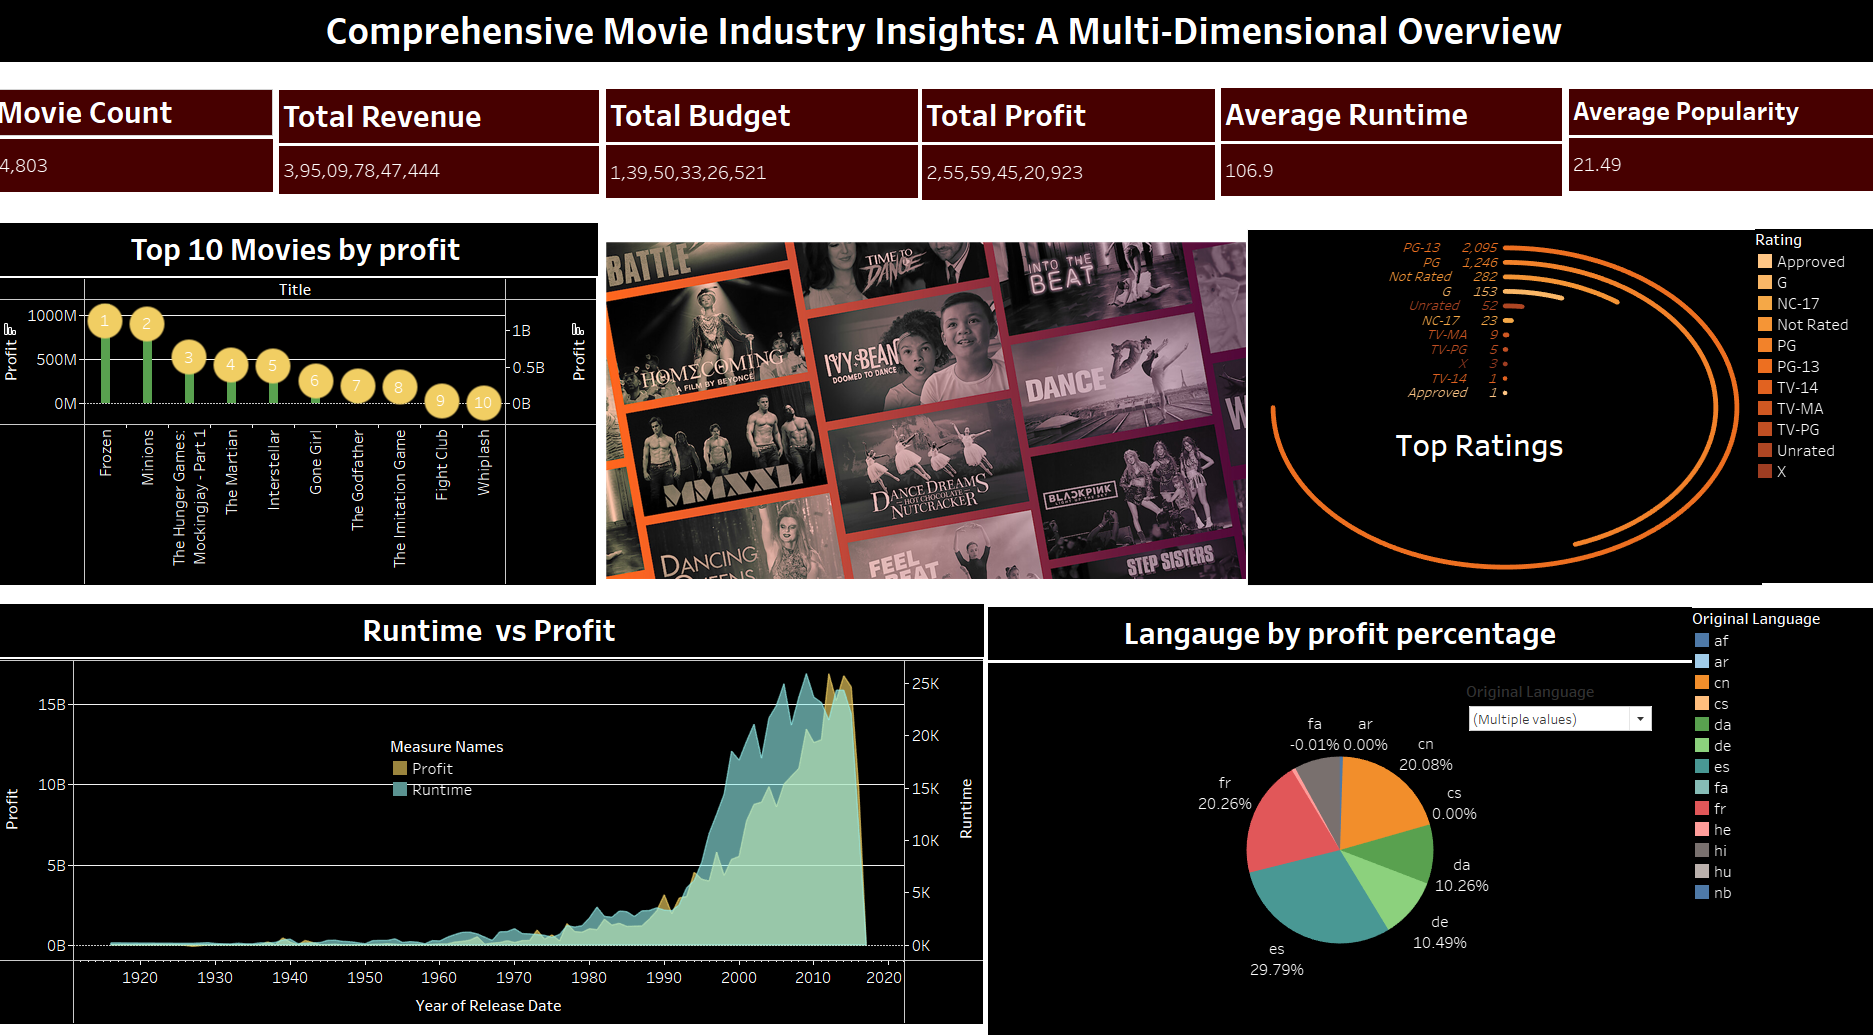 Comprehensive Movie Industry Insights: A Multi-Dimensional Overview
Movie Count
4,803
Total Revenue
3,95,09,78,47,444
Total Budget
1,39,50,33,26,521
Total Profit
2,55,59,45,20,923
Average Runtime
106.9
Average Popularity
21.49
Top 10 Movies by profit
Title
Profit
1000M
500M
0M
1
2
3
4
5
6
7
8
9
10
1B
0.5B
0B
Profit
Frozen
Minions
The Hunger Games:
Mockingjay - Part 1
The Martian
Interstellar
Gone Girl
The Godfather
The Imitation Game
Fight Club
Whiplash
BATTLE
TIME TO
DANCE
INTO THE
BEAT
HOMECOMING
A FILM BY BEYONCÉ
IVY+BEAN
DOOMED TO DANCE
DANCE
MMXXL
DANCE DREAMS
HOT CHOCOLATE
NUTCRACKER
BLACKPINK
DANCING
QUEENS
FEEL
BEAT
STEP SISTERS
PG-13 2,095
PG 1,246
Not Rated 282
G 153
Unrated 52
NC-17 23
TV-MA 9
TV-PG 5
X 3
TV-14 1
Approved 1
Top Ratings
Rating
Approved
G
NC-17
Not Rated
PG
PG-13
TV-14
TV-MA
TV-PG
Unrated
X
Runtime vs Profit
Profit
15B
10B
5B
0B
Measure Names
Profit
Runtime
25K
20K
15K
10K
5K
0K
Runtime
1920 1930 1940 1950 1960 1970 1980 1990 2000 2010 2020
Year of Release Date
Langauge by profit percentage
Original Language
(Multiple values)
fa
-0.01%
ar
0.00%
cn
20.08%
cs
0.00%
da
10.26%
de
10.49%
es
29.79%
fr
20.26%
Original Language
af
ar
cn
cs
da
de
es
fa
fr
he
hi
hu
nb